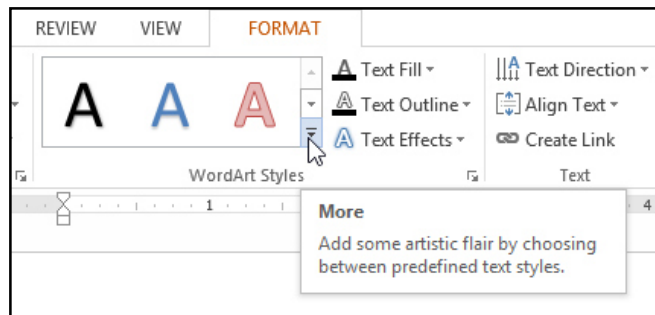 REVIEW VIEW FORMAT
A A A
A Text Fill
A Text Outline
A Text Effects
Text Direction
Align Text
Create Link
WordArt Styles
Text
1
4
More
Add some artistic flair by choosing
between predefined text styles.